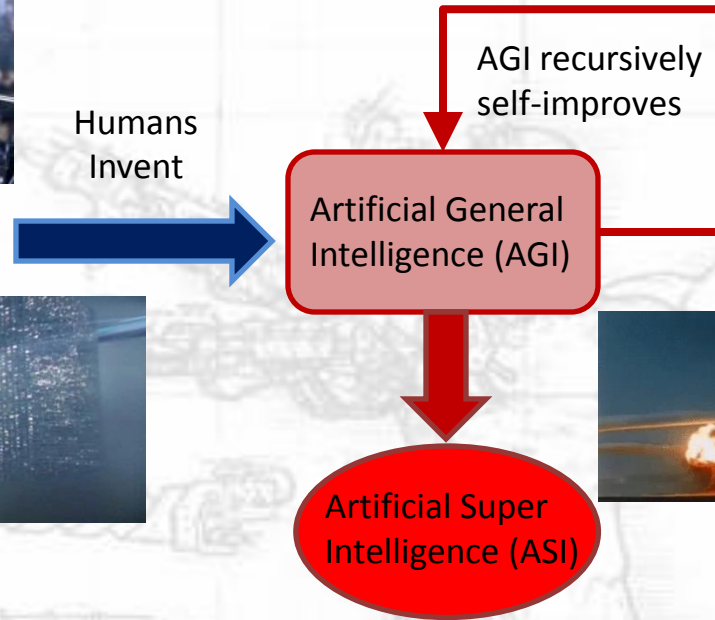 AGI recursively
self-improves
Humans
Invent
Artificial General
Intelligence (AGI)
Artificial Super
Intelligence (ASI)